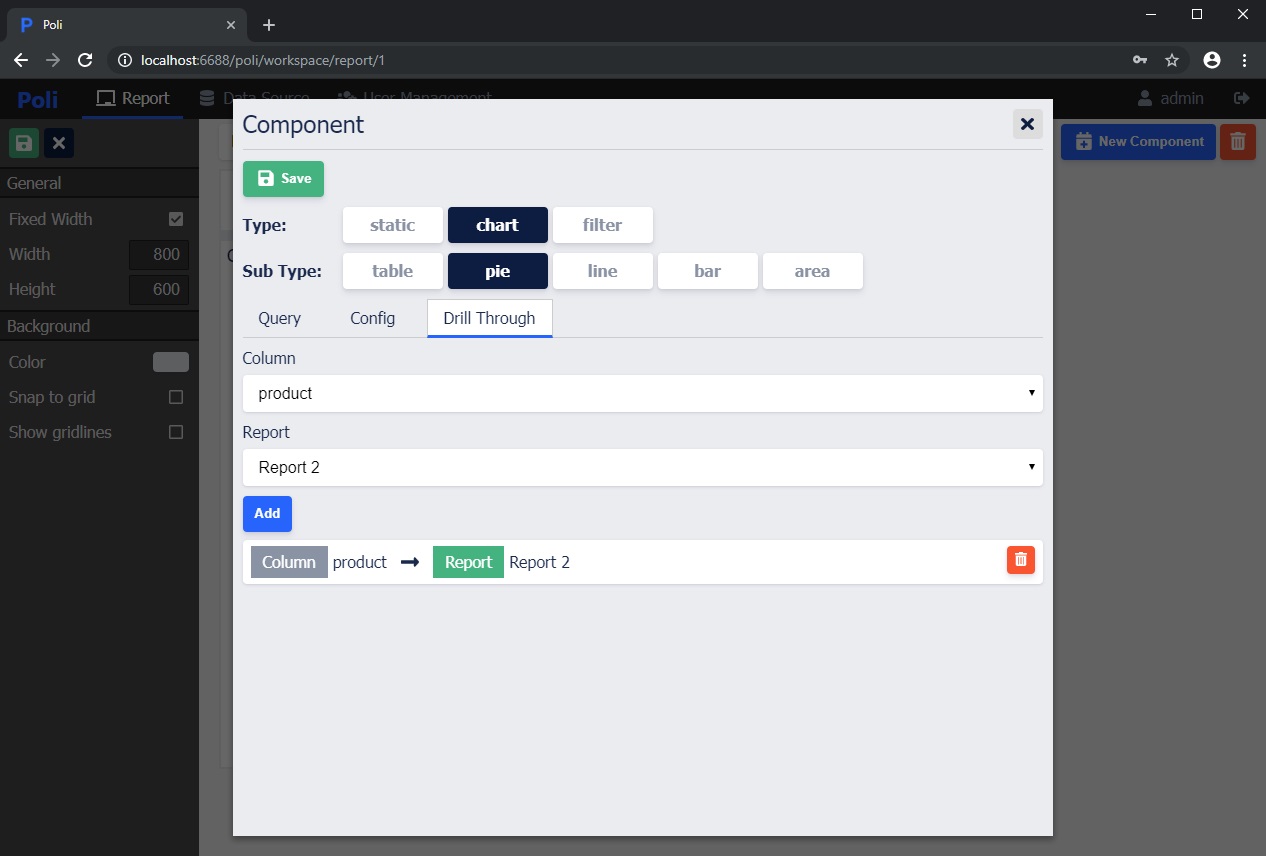 Poli
localhost:6688/poli/workspace/report/1
Poli Report Data Source User Management admin
Component
New Component
Save
General
Fixed Width
Width 800
Height 600
Background
Color
Snap to grid
Show gridlines
Type: static chart filter
Sub Type: table pie line bar area
Query Config Drill Through
Column
product
Report
Report 2
Add
Column product Report Report 2